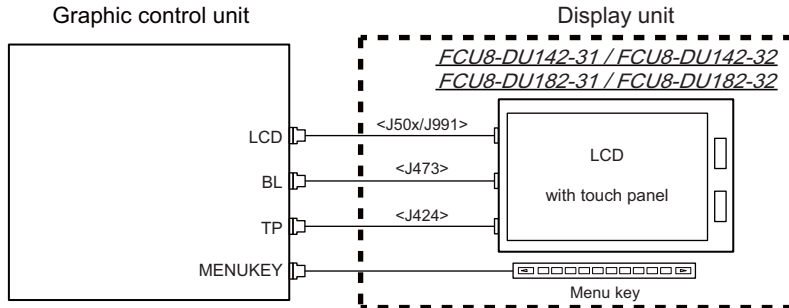 Graphic control unit
Display unit
FCU8-DU142-31 / FCU8-DU142-32
FCU8-DU182-31 / FCU8-DU182-32
LCD
<J50x/J991>
BL
<J473>
TP
<J424>
MENUKEY
LCD
with touch panel
Menu key